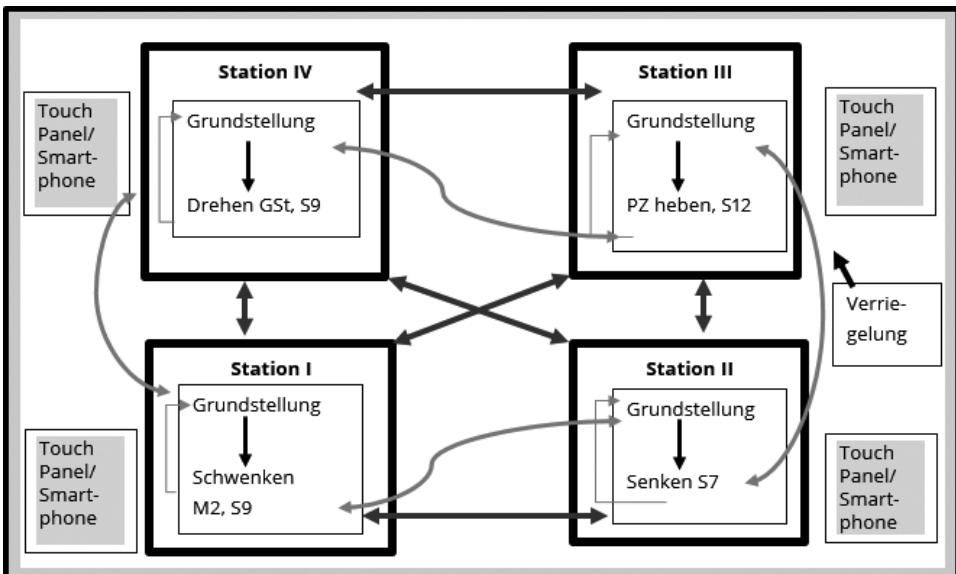 Station IV
Grundstellung
Drehen GSt, S9
Station III
Grundstellung
PZ heben, S12
Touch
Panel/
Smart-
phone
Touch
Panel/
Smart-
phone
Verrie-
gelung
Station I
Grundstellung
Schwenken
M2, S9
Station II
Grundstellung
Senken S7
Touch
Panel/
Smart-
phone
Touch
Panel/
Smart-
phone